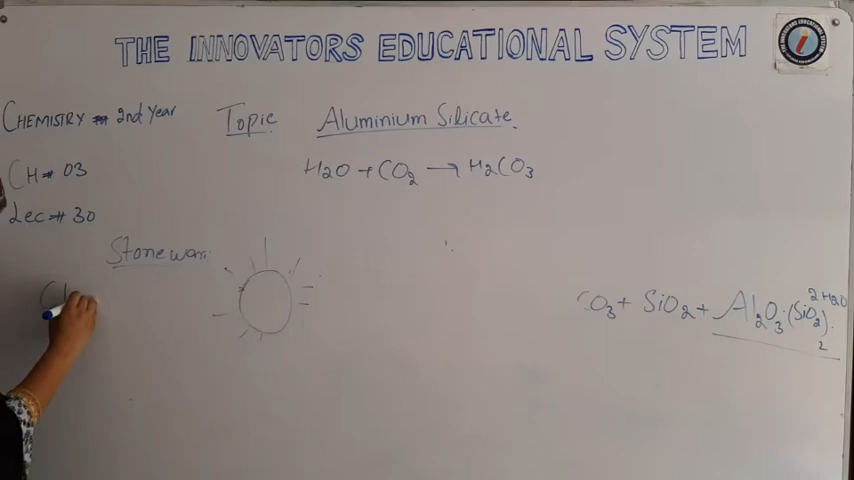 THE INNOVATORS EDUCATIONAL SYSTEM
CHEMISTRY # 2nd Year
Topic Aluminium Silicate.
H2O + CO2 → H2CO3
CH# 03
Lec# 30
Stoneware
CO3 + SiO2 + Al2O3.(SiO2)2.2H2O